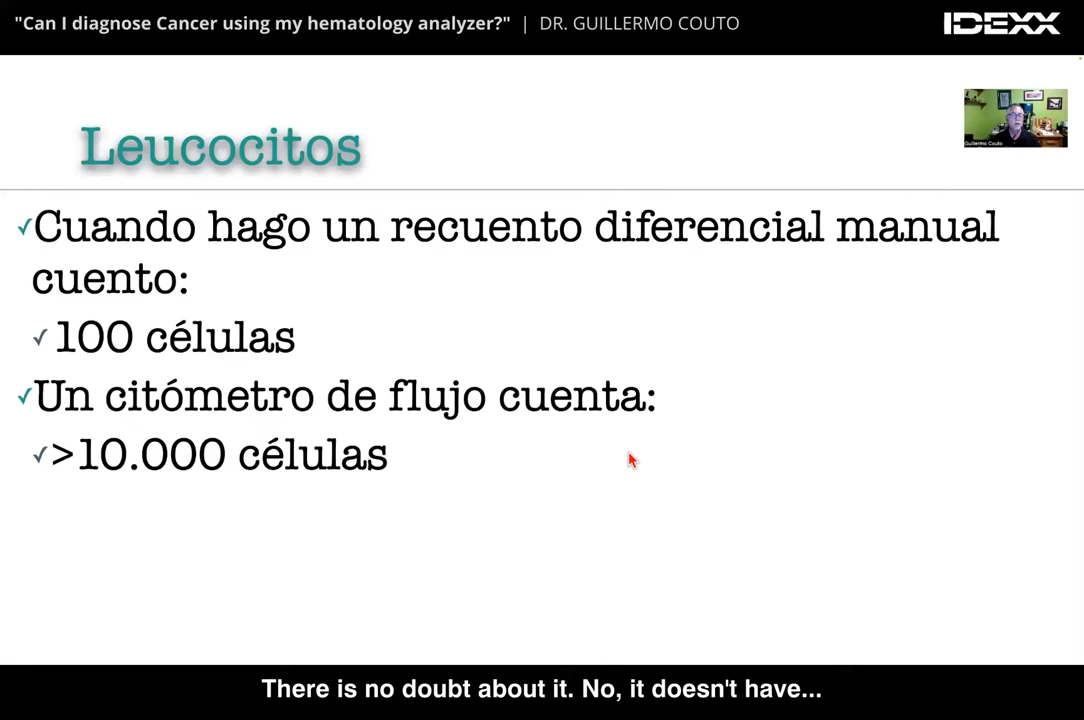 "Can I diagnose Cancer using my hematology analyzer?" | DR. GUILLERMO COUTO
IDEXX
Guillermo Couto
Leucocitos
✓Cuando hago un recuento diferencial manual
cuento:
✓100 células
✓Un citómetro de flujo cuenta:
✓>10.000 células
There is no doubt about it. No, it doesn't have...